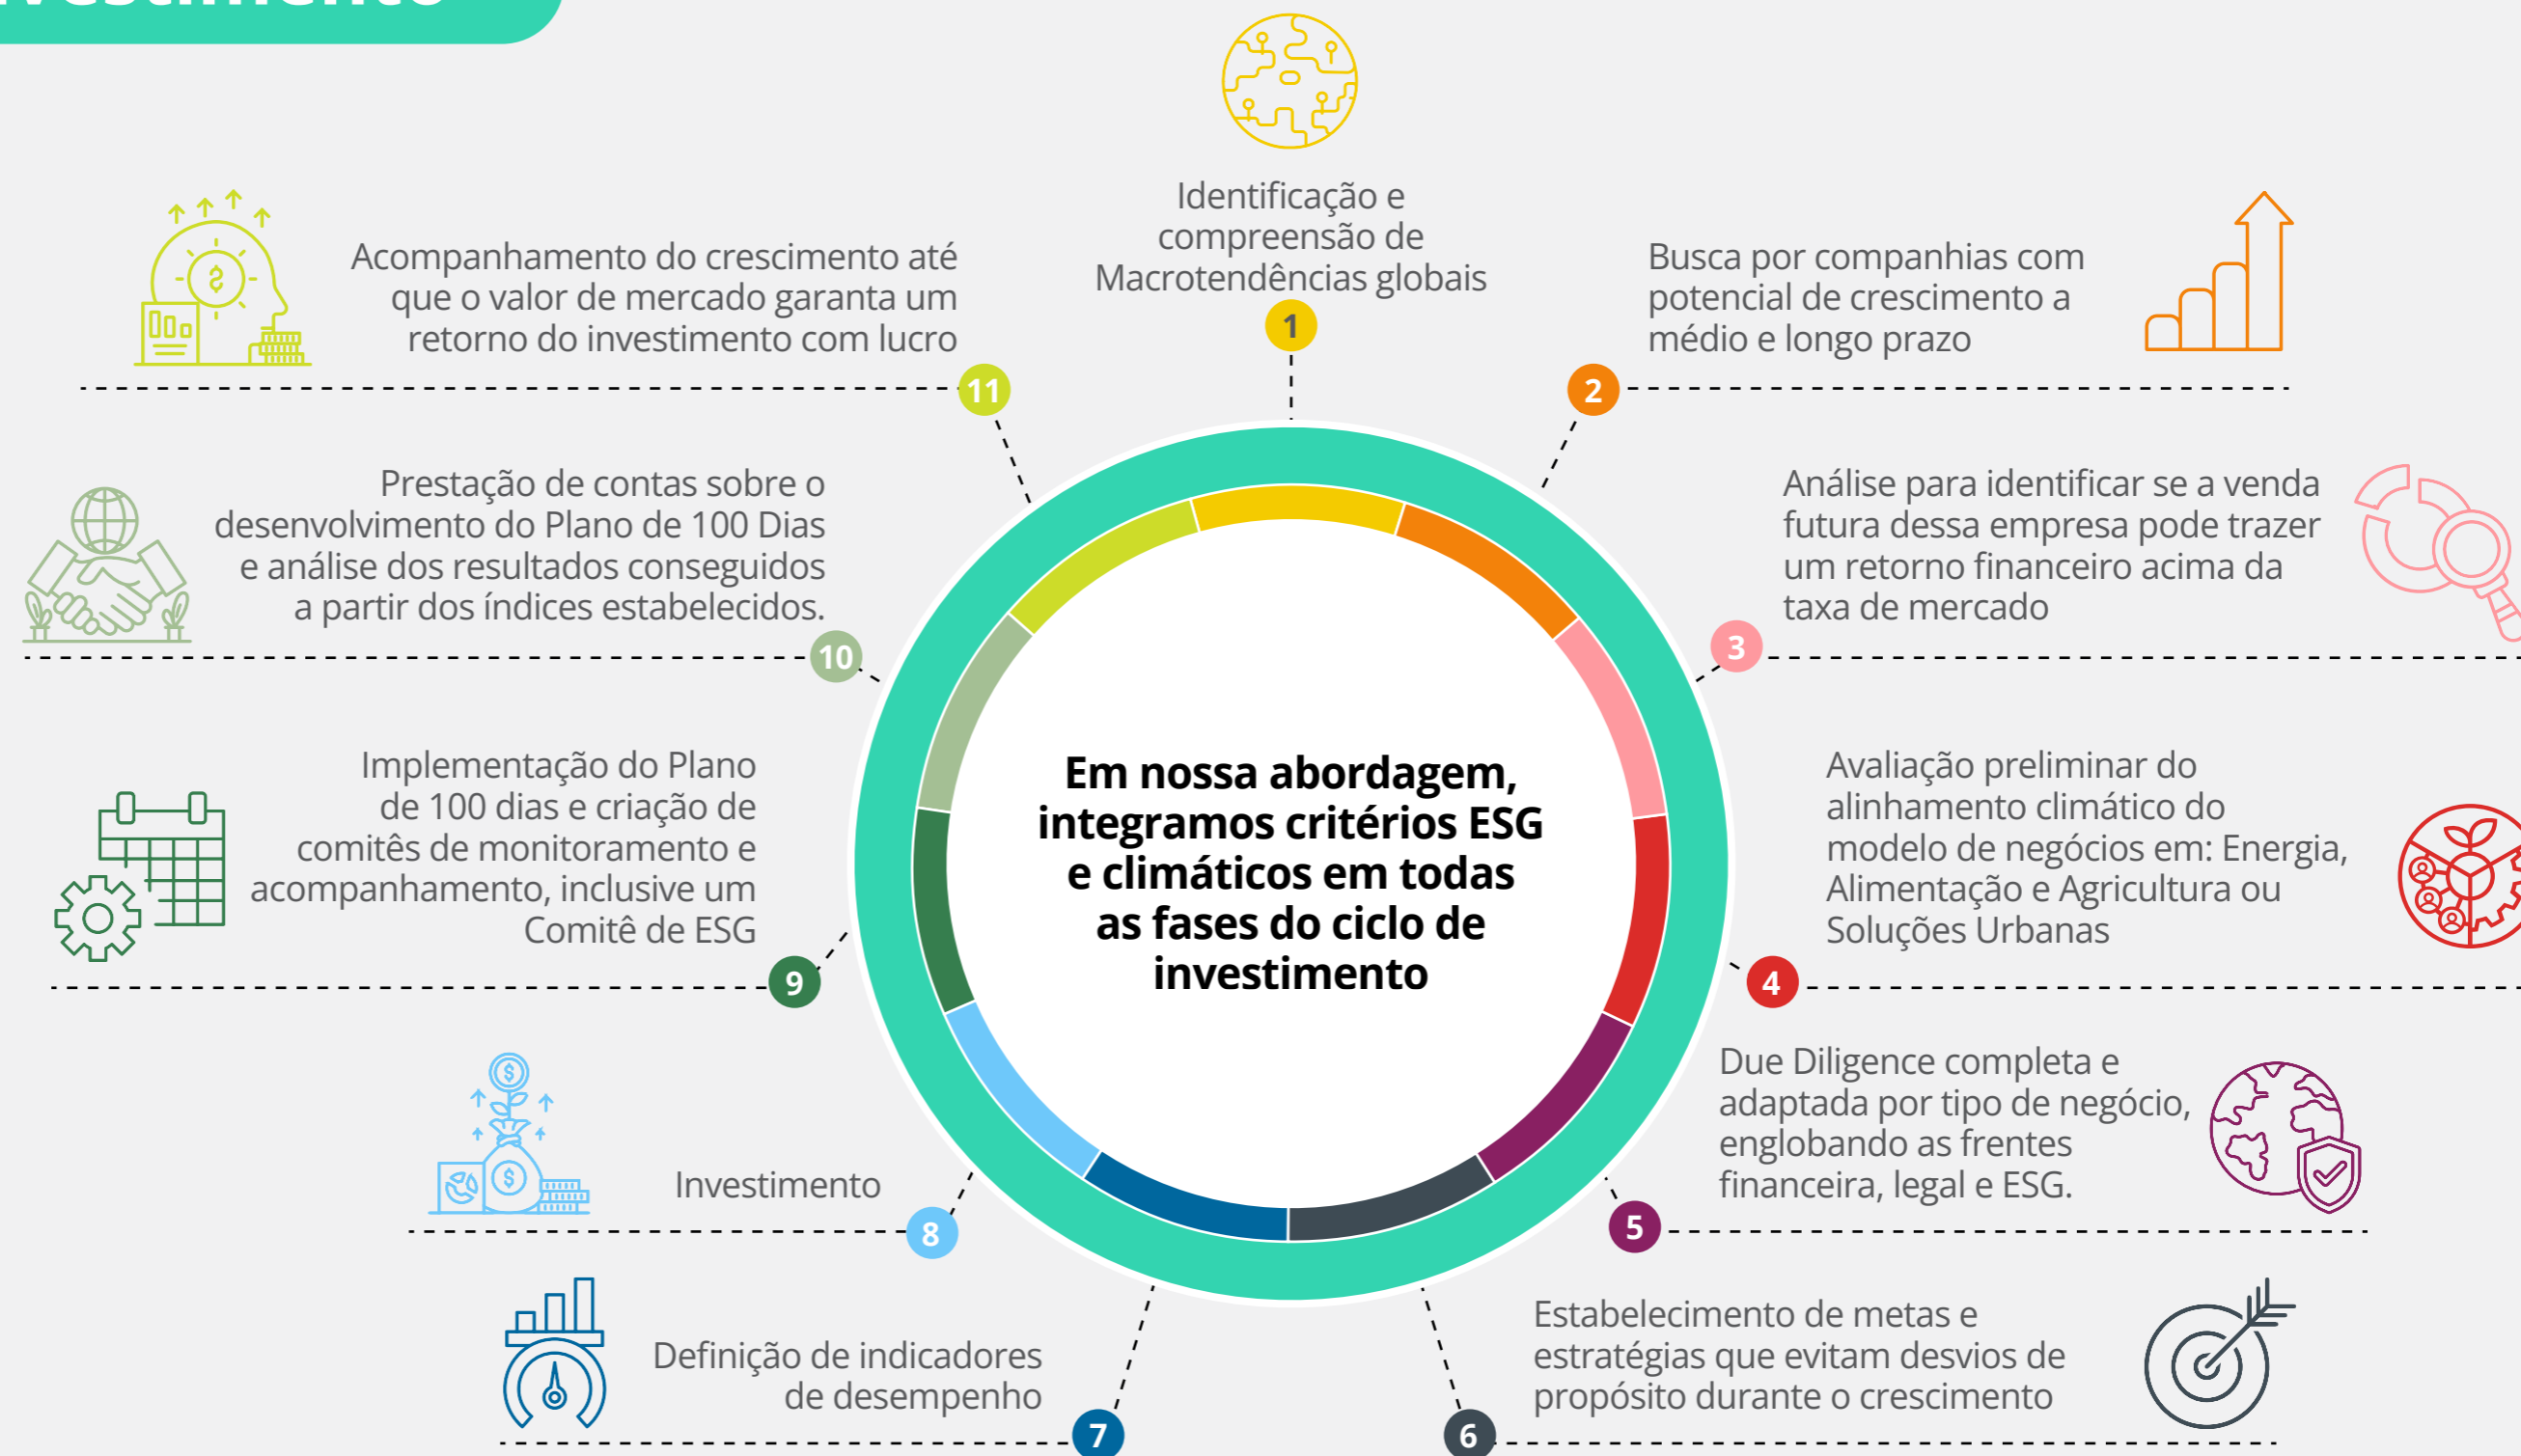 Identificação e
compreensão de
Macrotendências globais
1
Busca por companhias com
potencial de crescimento a
médio e longo prazo
2
Análise para identificar se a venda
futura dessa empresa pode trazer
um retorno financeiro acima da
taxa de mercado
3
Avaliação preliminar do
alinhamento climático do
modelo de negócios em: Energia,
Alimentação e Agricultura ou
Soluções Urbanas
4
Due Diligence completa e
adaptada por tipo de negócio,
englobando as frentes
financeira, legal e ESG.
5
Estabelecimento de metas e
estratégias que evitam desvios de
propósito durante o crescimento
6
Definição de indicadores
de desempenho
7
Investimento
8
Implementação do Plano
de 100 dias e criação de
comitês de monitoramento e
acompanhamento, inclusive um
Comitê de ESG
9
Prestação de contas sobre o
desenvolvimento do Plano de 100 Dias
e análise dos resultados conseguidos
a partir dos índices estabelecidos.
10
Acompanhamento do crescimento até
que o valor de mercado garanta um
retorno do investimento com lucro
11
Em nossa abordagem,
integramos critérios ESG
e climáticos em todas
as fases do ciclo de
investimento